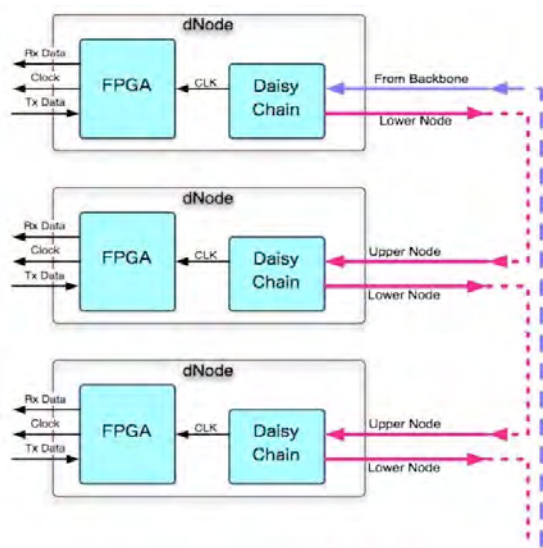 dNode
Rx Data
Clock
Tx Data
FPGA
CLK
Daisy
Chain
From Backbone
Lower Node
dNode
Rx Data
Clock
Tx Data
FPGA
CLK
Daisy
Chain
Upper Node
Lower Node
dNode
Rx Data
Clock
Tx Data
FPGA
CLK
Daisy
Chain
Upper Node
Lower Node